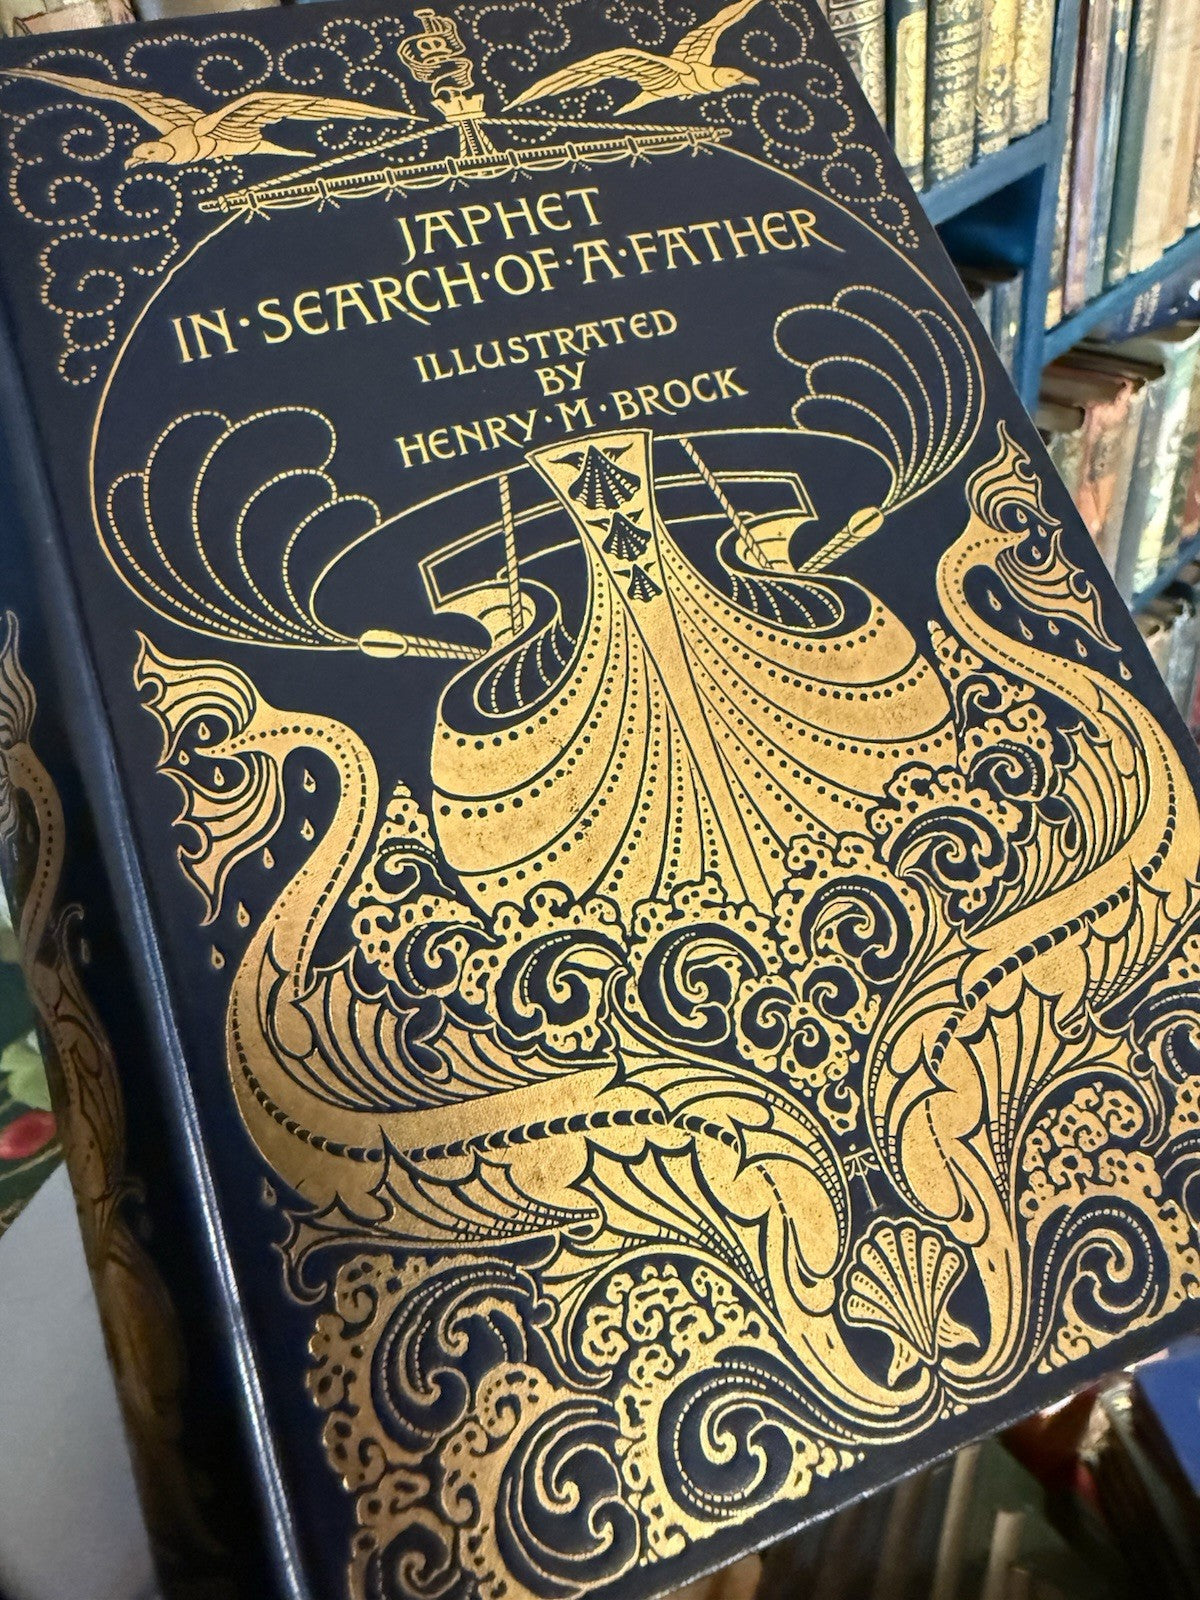 JAPHET
IN·SEARCH·OF·A·FATHER
ILLUSTRATED
BY
HENRY·M·BROCK